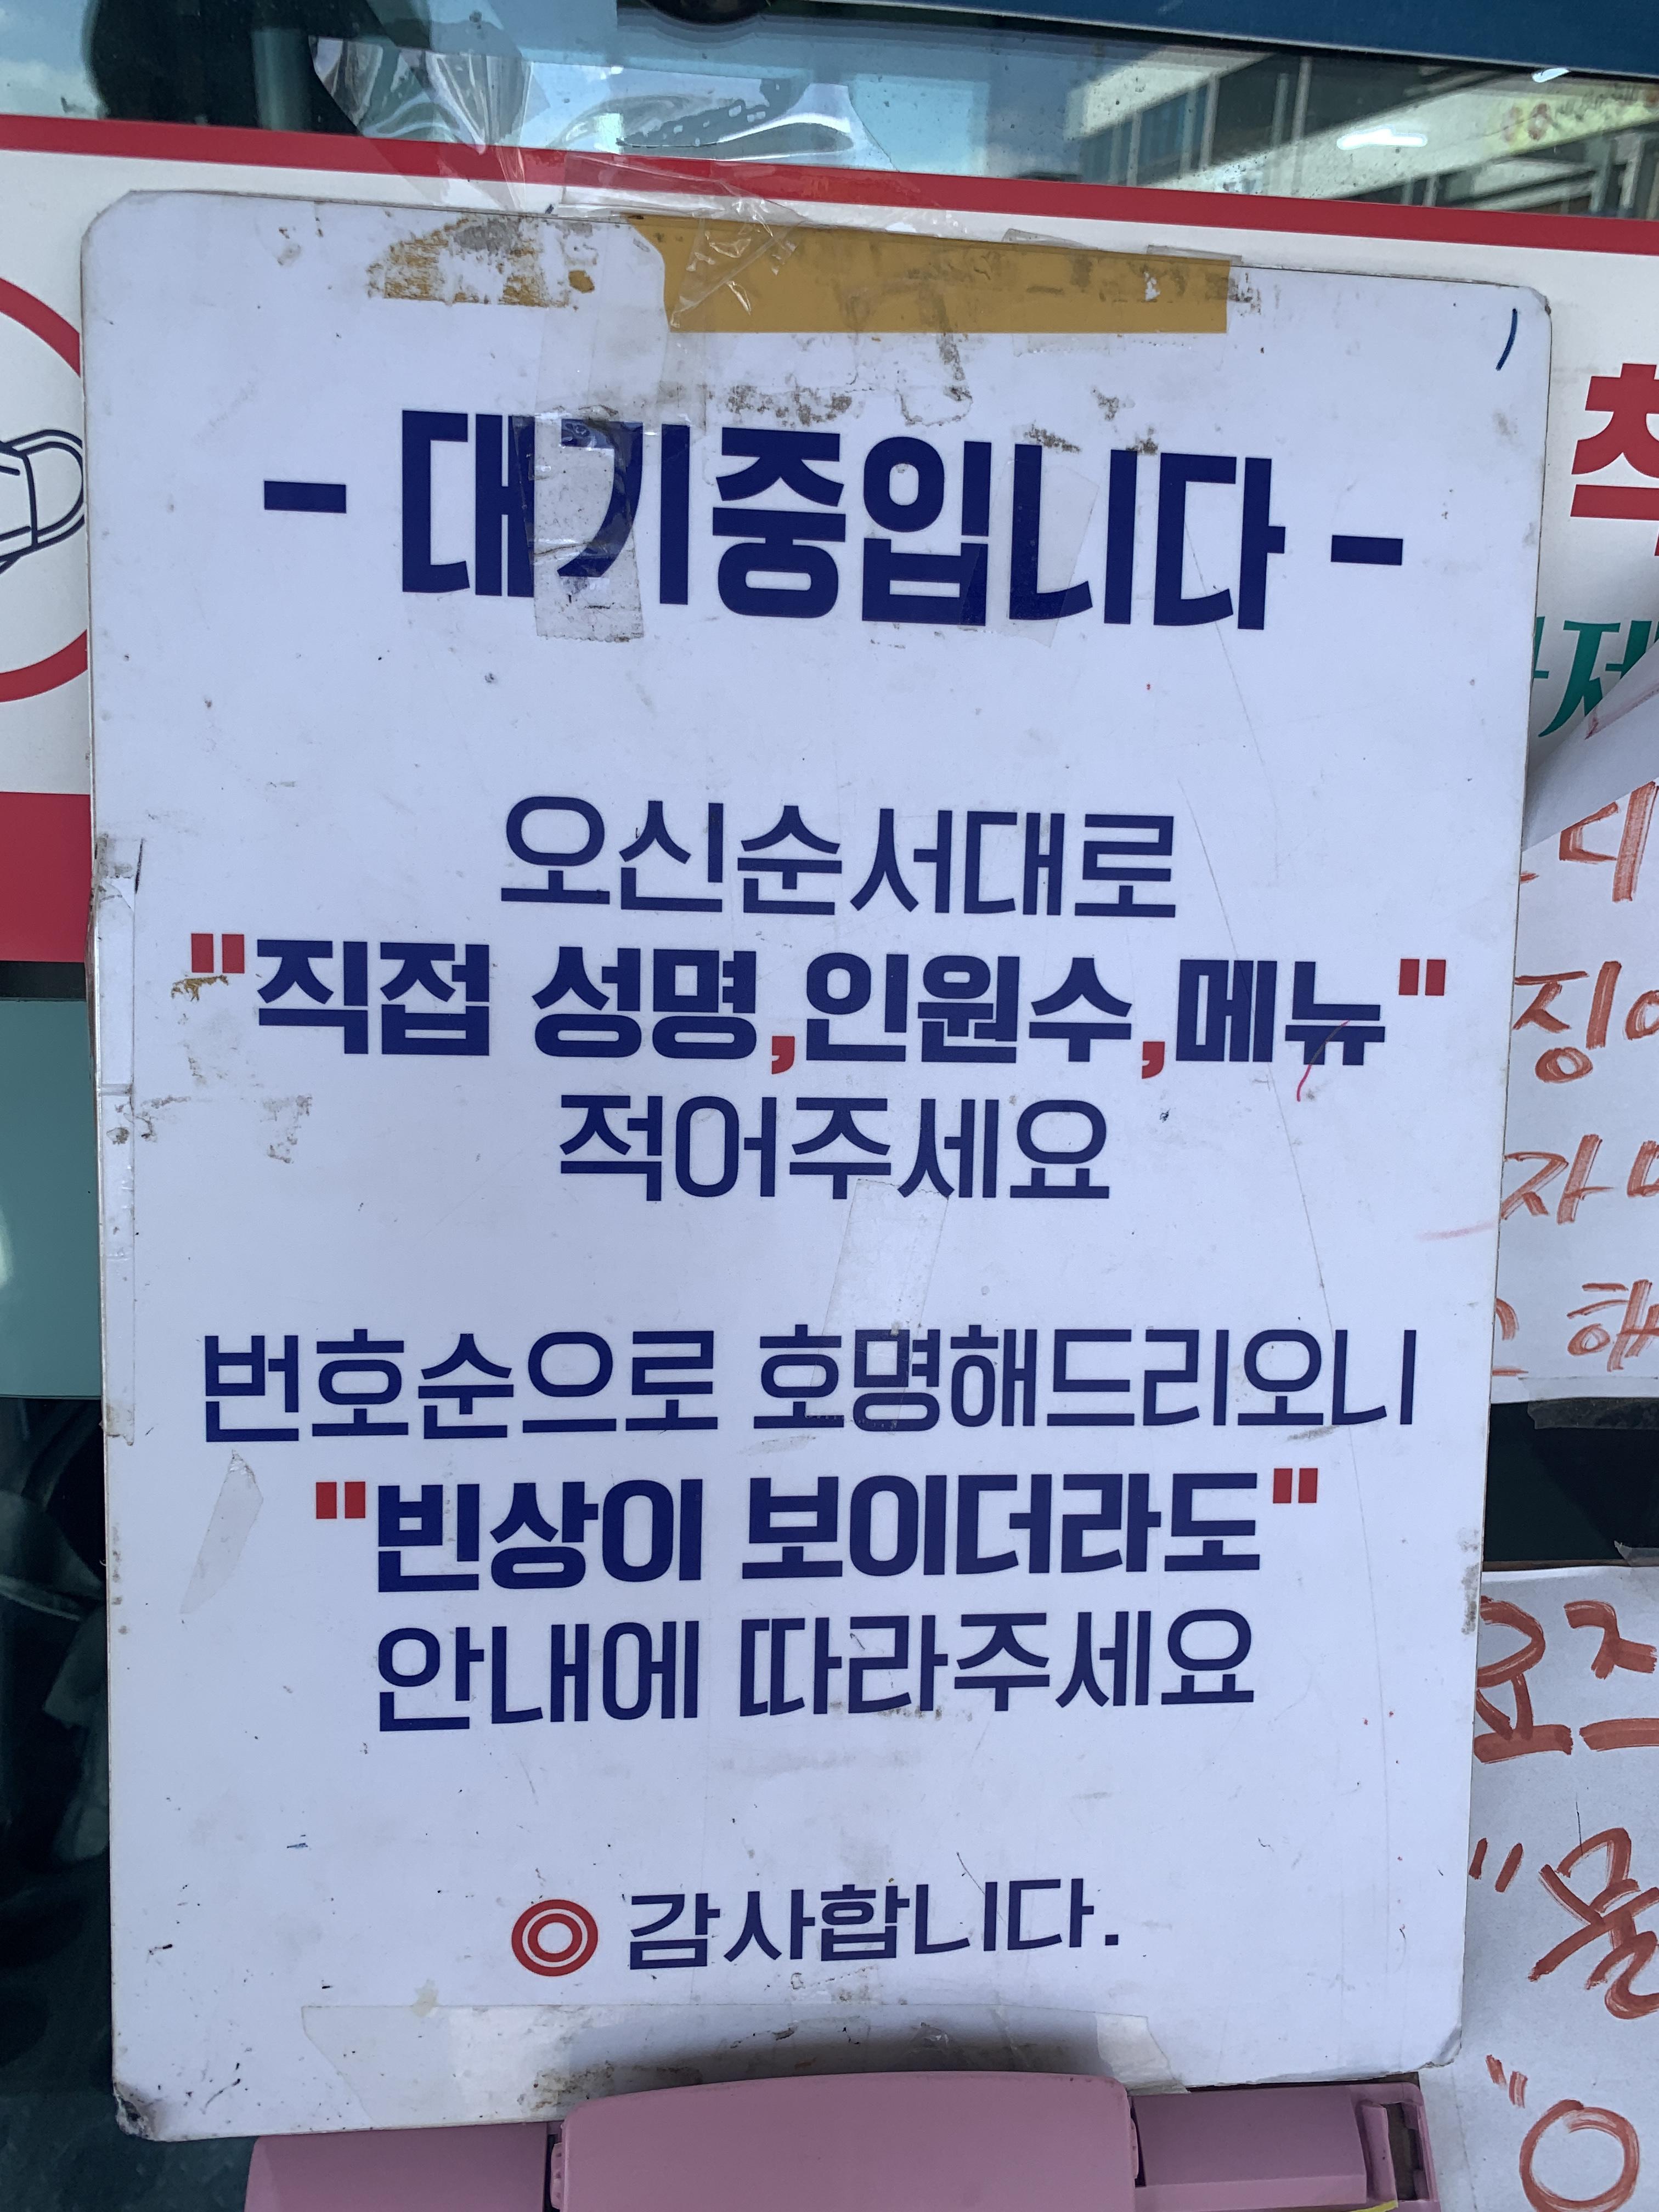 - 대기중입니다 -
오신순서대로
"직접 성명,인원수,메뉴"
적어주세요
번호순으로 호명해드리오니
"빈상이 보이더라도"
안내에 따라주세요
◎ 감사합니다.